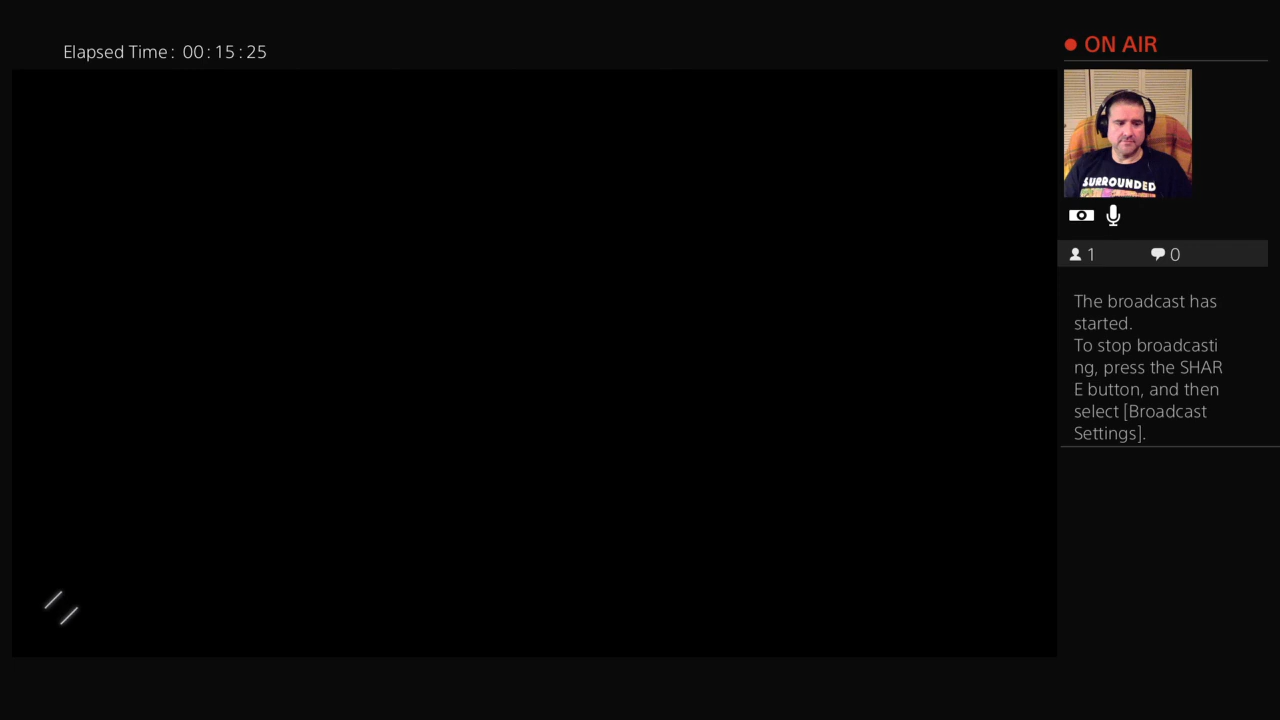 Elapsed Time: 00:15:25
ON AIR
SURROUNDED
1 0
The broadcast has
started.
To stop broadcasti
ng, press the SHAR
E button, and then
select [Broadcast
Settings].